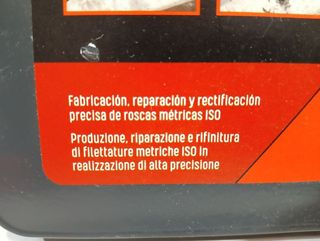 Fabricación, reparación y rectificación
precisa de roscas métricas ISO
Produzione, riparazione e rifinitura
di filettature metriche ISO in
realizzazione di alta precisione